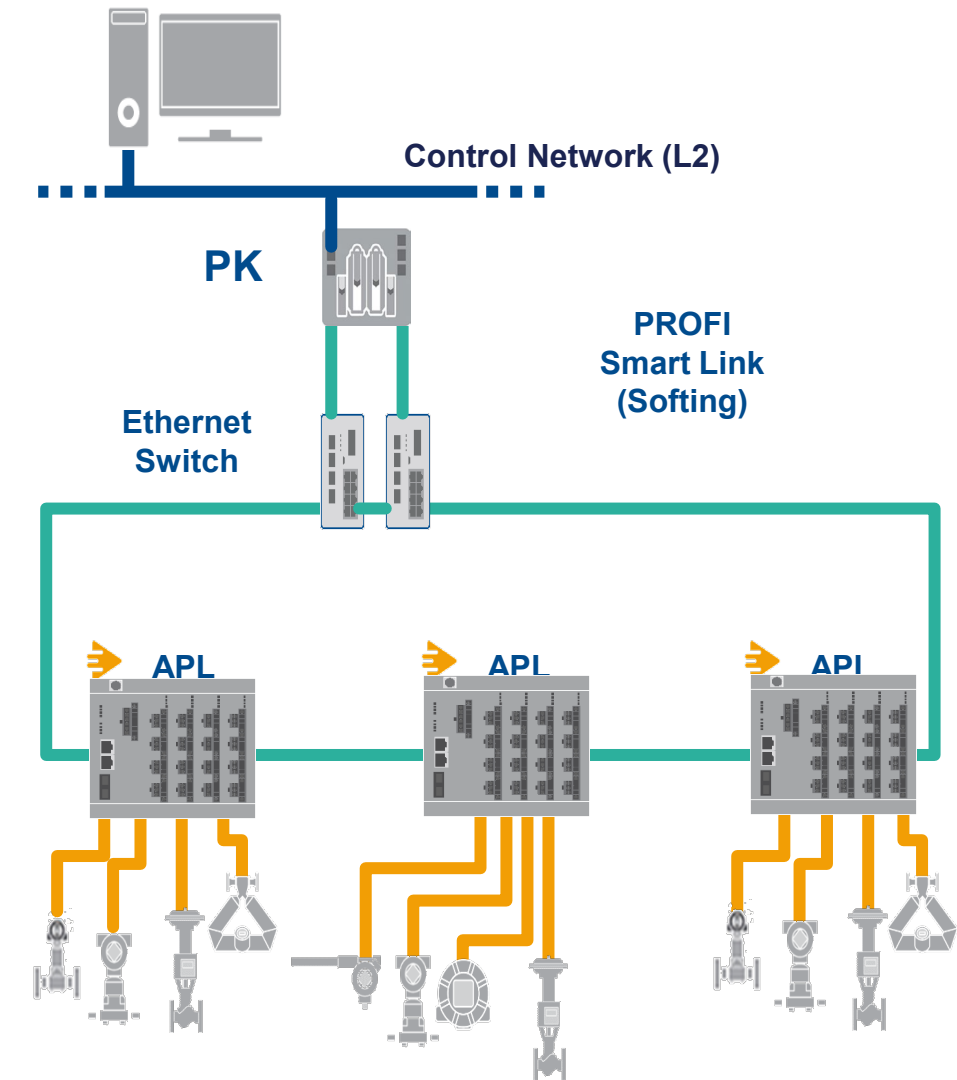 Control Network (L2)
PK
PROFI
Smart Link
(Softing)
Ethernet
Switch
APL
APL
APL